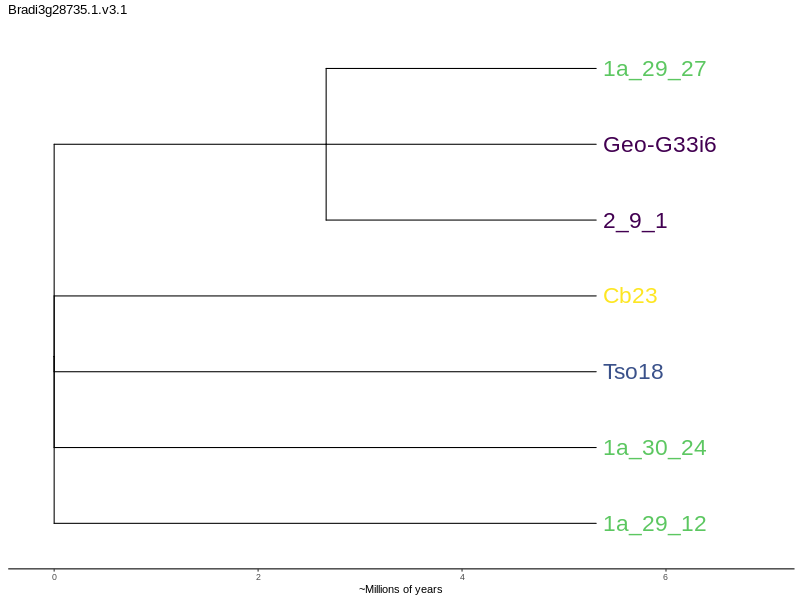 Bradi3g28735.1.v3.1
1a_29_27
Geo-G33i6
2_9_1
Cb23
Tso18
1a_30_24
1a_29_12
0 2 4 6
~Millions of years